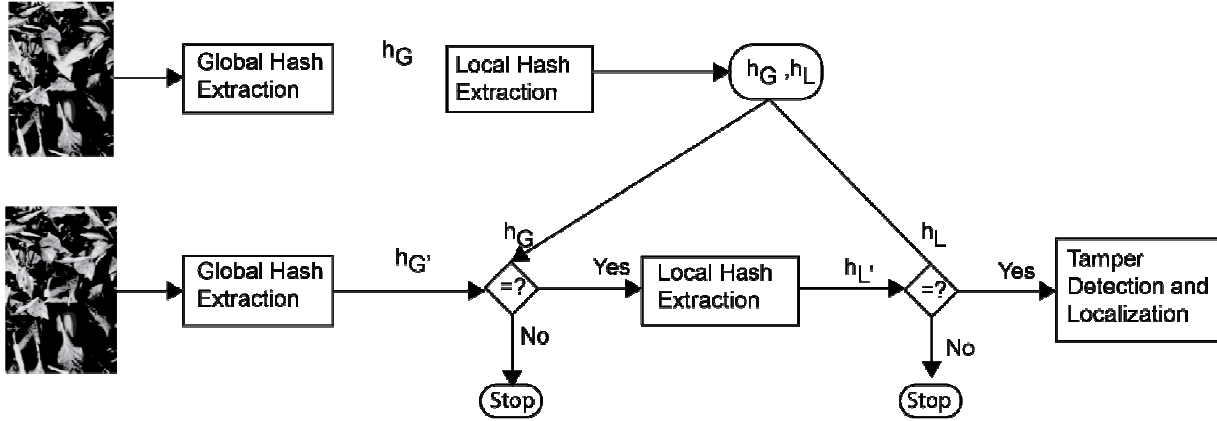 Global Hash
Extraction
hG
Local Hash
Extraction
hG ,hL
Global Hash
Extraction
hG'
hG
=?
Yes
No
Stop
Local Hash
Extraction
hL'
hL
=?
Yes
No
Stop
Tamper
Detection and
Localization